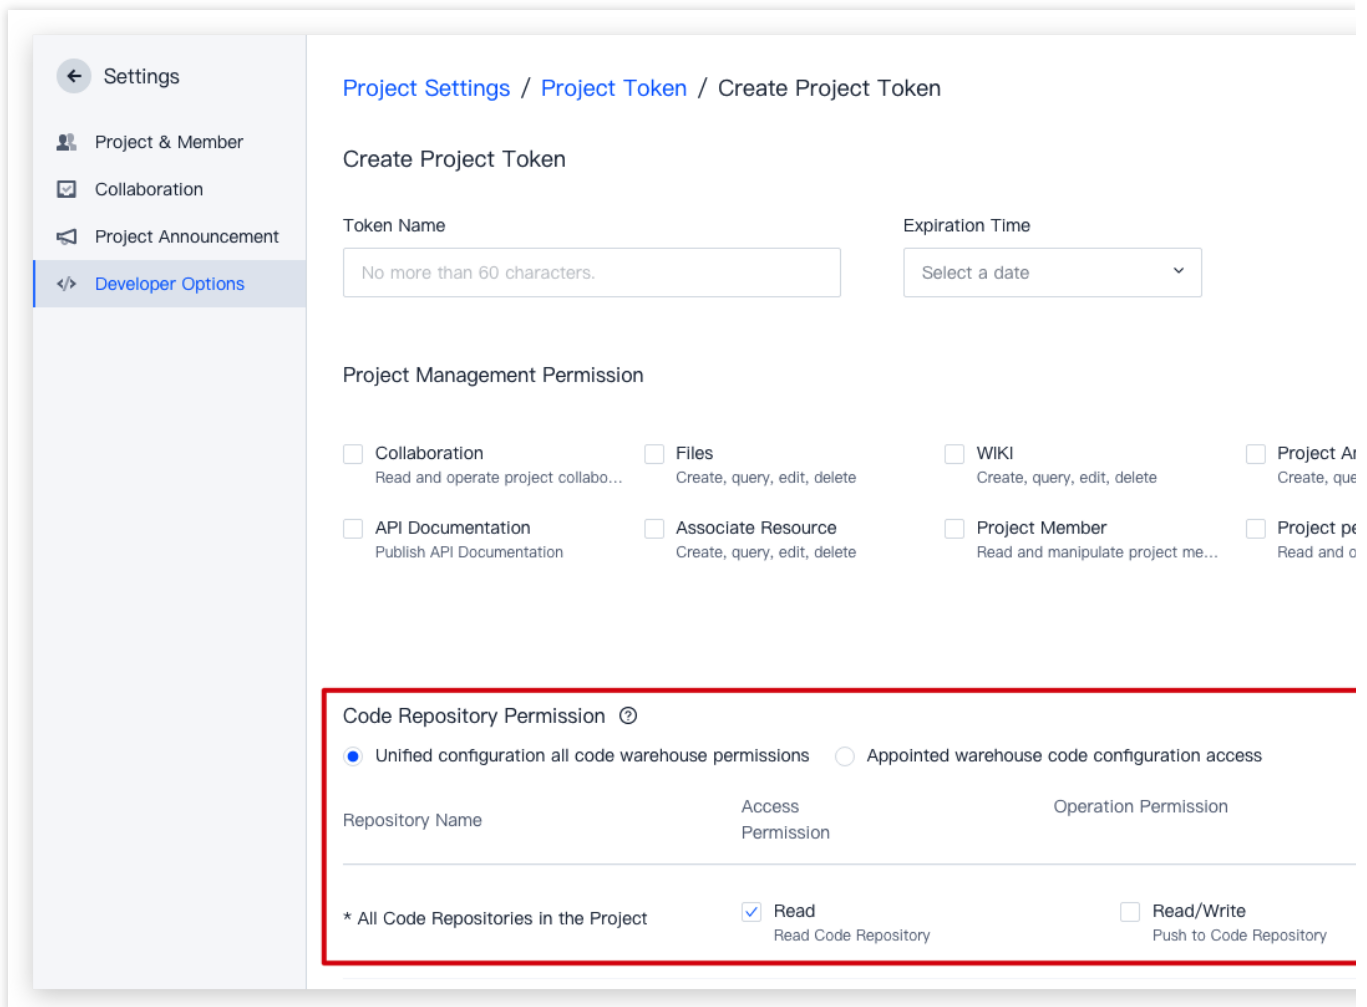 Settings
Project & Member
Collaboration
Project Announcement
Developer Options
Project Settings / Project Token / Create Project Token
Create Project Token
Token Name
Expiration Time
No more than 60 characters.
Select a date
Project Management Permission
Collaboration
Read and operate project collabo...
Files
Create, query, edit, delete
WIKI
Create, query, edit, delete
Project
Create,
API Documentation
Publish API Documentation
Associate Resource
Create, query, edit, delete
Project Member
Read and manipulate project me...
Project
Read and
Code Repository Permission
Unified configuration all code warehouse permissions
Appointed warehouse code configuration access
Repository Name
Access
Permission
Operation Permission
* All Code Repositories in the Project
Read
Read Code Repository
Read/Write
Push to Code Repository